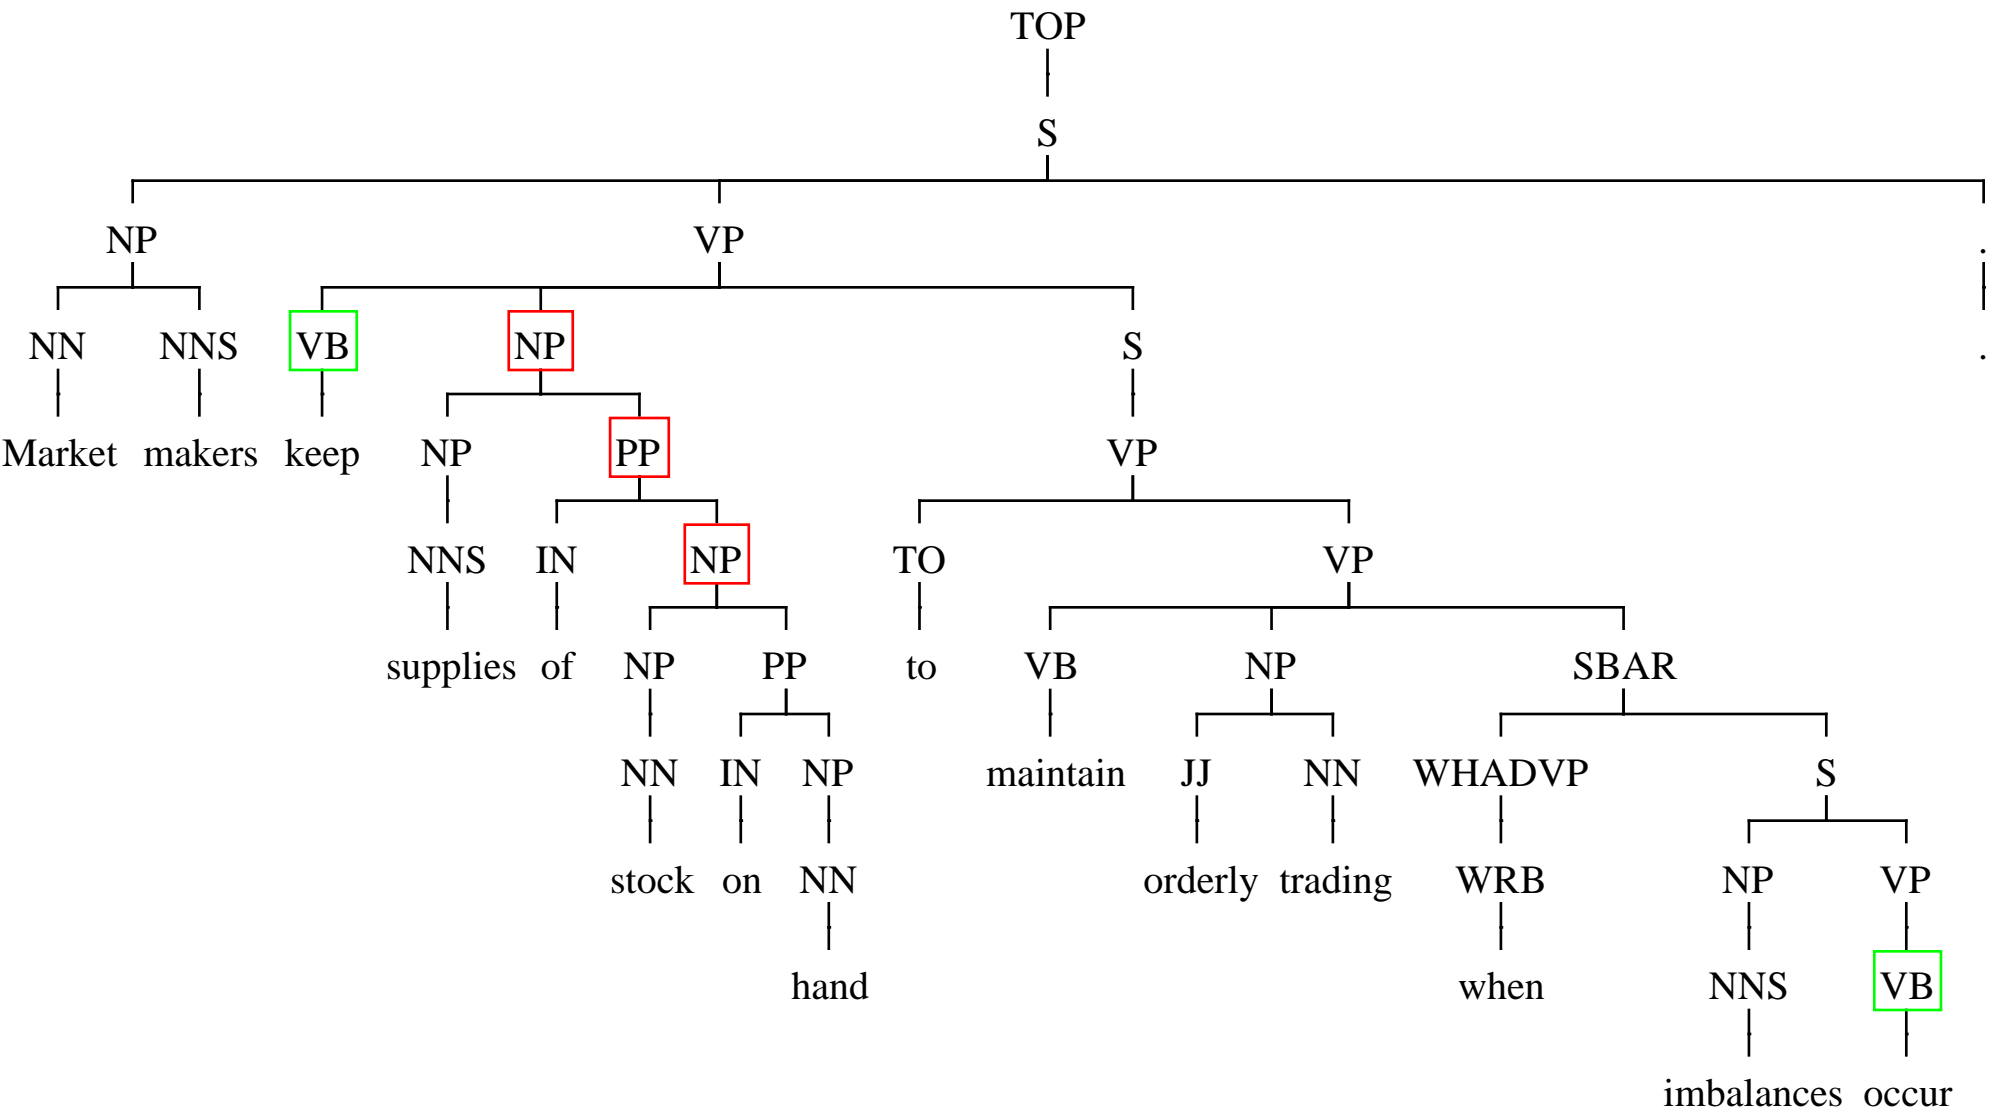 TOP
S
NP VP .
NN NNS VB NP S .
Market makers keep NP PP VP
NNS IN NP TO VP
supplies of NP PP to VB NP SBAR
NN IN NP maintain JJ NN WHADVP S
stock on NN orderly trading WRB NP VP
hand when NNS VB
imbalances occur